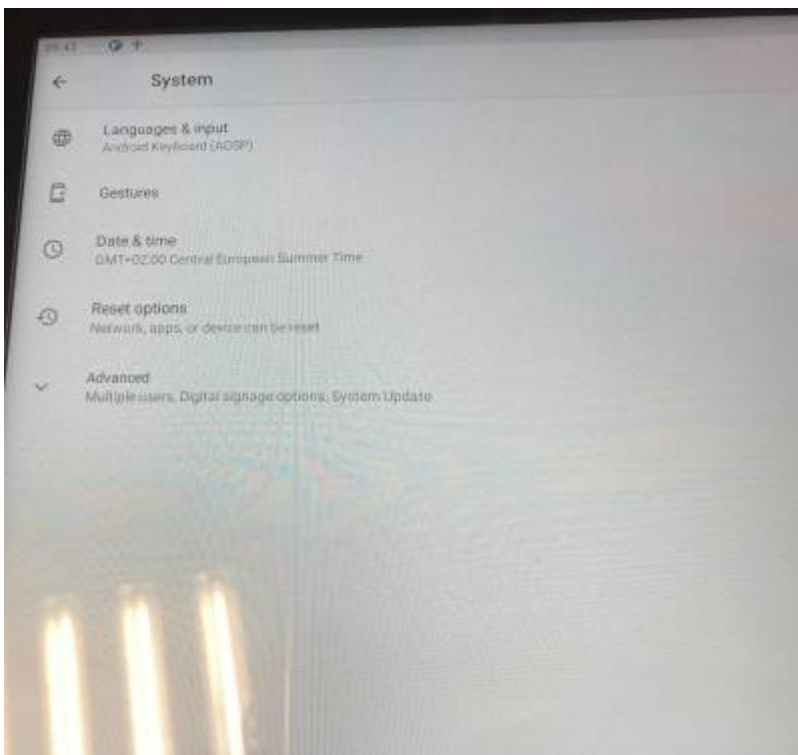 System
Languages & input
Android Keyboard (AOSP)
Gestures
Date & time
GMT+02:00 Central European Summer Time
Reset options
Network, apps, or device can be reset
Advanced
Multiple users, Digital signage options, System Update